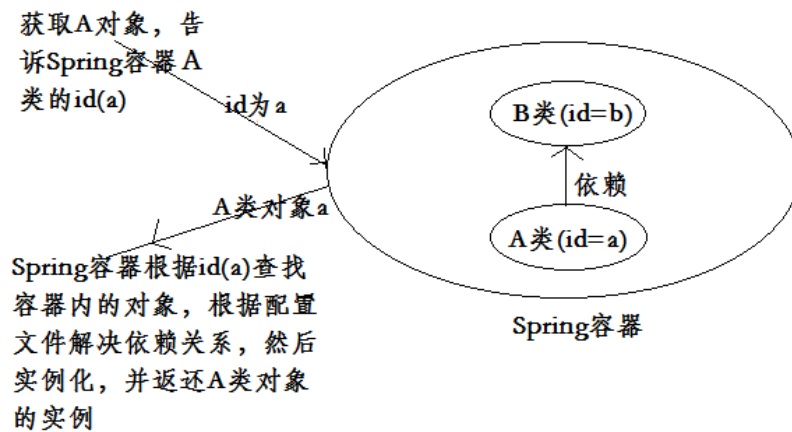 获取A对象，告
诉Spring容器A
类的id(a)
id为a
B类(id=b)
依赖
A类(id=a)
A类对象a
Spring容器根据id(a)查找
容器内的对象，根据配置
文件解决依赖关系，然后
实例化，并返还A类对象
的实例
Spring容器